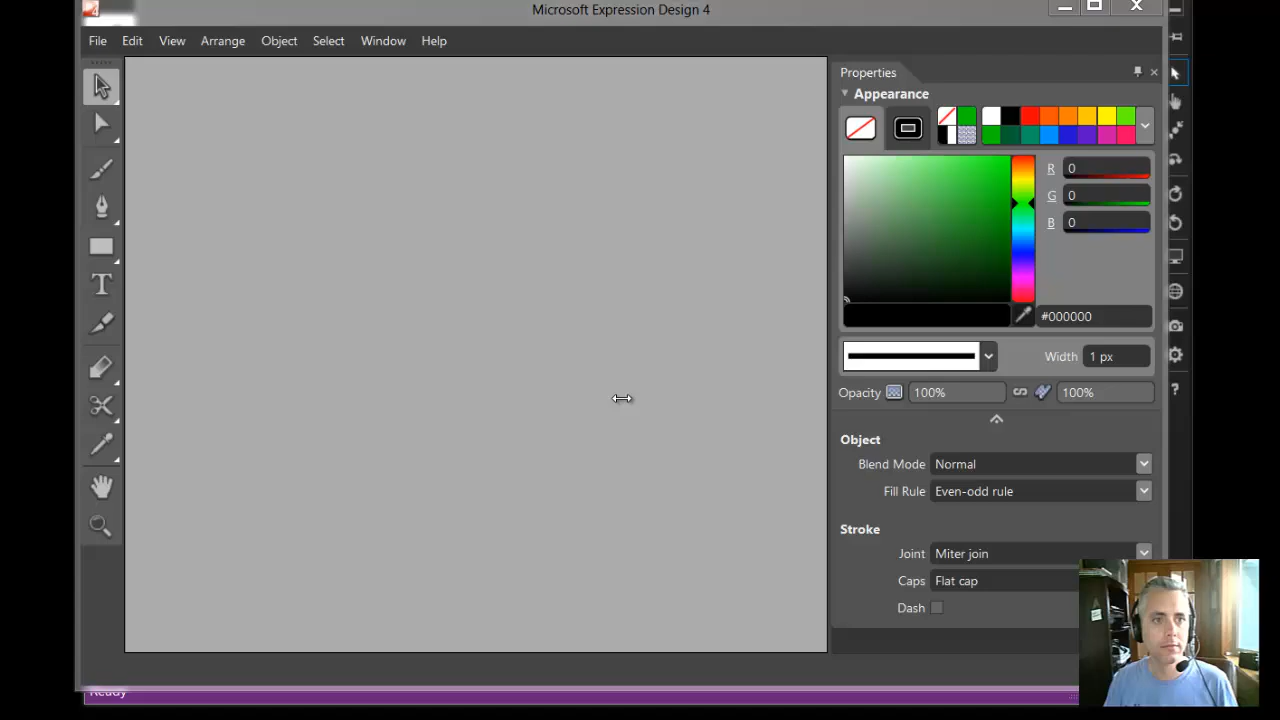 Microsoft Expression Design 4
File Edit View Arrange Object Select Window Help
Properties
Appearance
R 0
G 0
B 0
#000000
Width 1 px
Opacity 100% 100%
Object
Blend Mode Normal
Fill Rule Even-odd rule
Stroke
Joint Miter join
Caps Flat cap
Dash
Ready